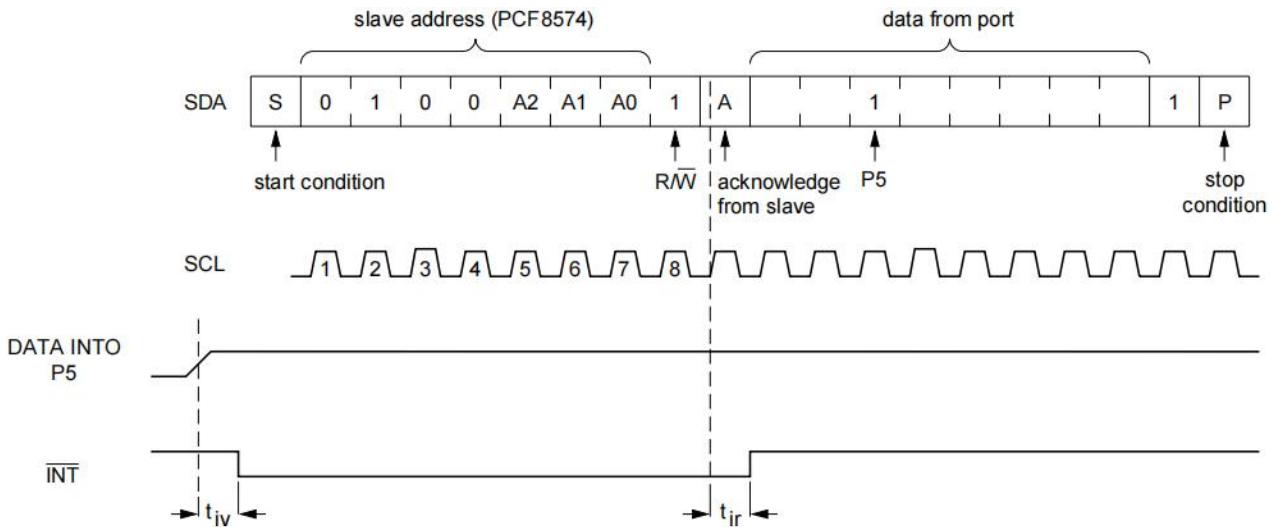 slave address (PCF8574) data from port
SDA S 0 1 0 0 A2 A1 A0 1 A 1 1 P
start condition R/W̅ acknowledge from slave P5 stop condition
SCL 1 2 3 4 5 6 7 8
DATA INTO
P5
I̅N̅T̅
t_iv t_ir